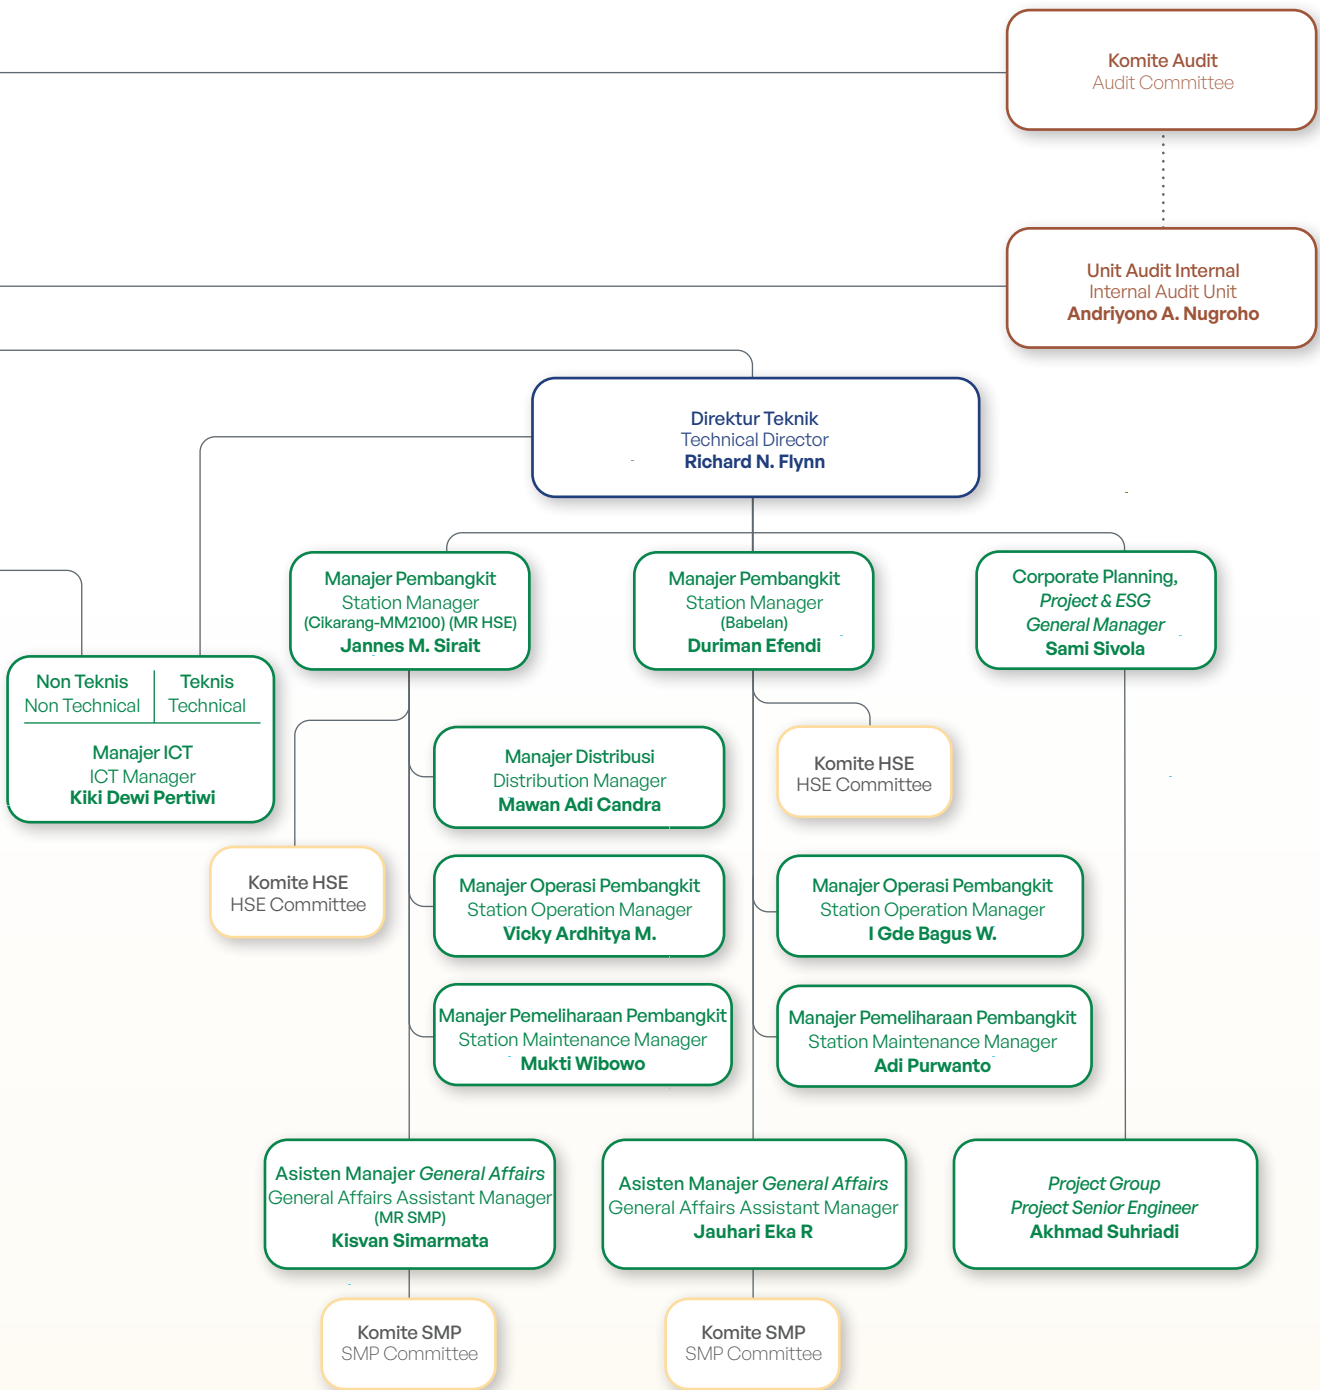 Komite Audit
Audit Committee
Unit Audit Internal
Internal Audit Unit
Andriyono A. Nugroho
Direktur Teknik
Technical Director
Richard N. Flynn
Manajer Pembangkit
Station Manager
(Cikarang-MM2100) (MR HSE)
Jannes M. Sirait
Manajer Pembangkit
Station Manager
(Babelan)
Duriman Efendi
Corporate Planning,
Project & ESG
General Manager
Sami Sivola
Non Teknis
Non Technical
Teknis
Technical
Manajer ICT
ICT Manager
Kiki Dewi Pertiwi
Manajer Distribusi
Distribution Manager
Mawan Adi Candra
Komite HSE
HSE Committee
Komite HSE
HSE Committee
Manajer Operasi Pembangkit
Station Operation Manager
Vicky Ardhitya M.
Manajer Operasi Pembangkit
Station Operation Manager
I Gde Bagus W.
Manajer Pemeliharaan Pembangkit
Station Maintenance Manager
Mukti Wibowo
Manajer Pemeliharaan Pembangkit
Station Maintenance Manager
Adi Purwanto
Asisten Manajer General Affairs
General Affairs Assistant Manager
(MR SMP)
Kisvan Simarmata
Asisten Manajer General Affairs
General Affairs Assistant Manager
Jauhari Eka R
Project Group
Project Senior Engineer
Akhmad Suhriadi
Komite SMP
SMP Committee
Komite SMP
SMP Committee